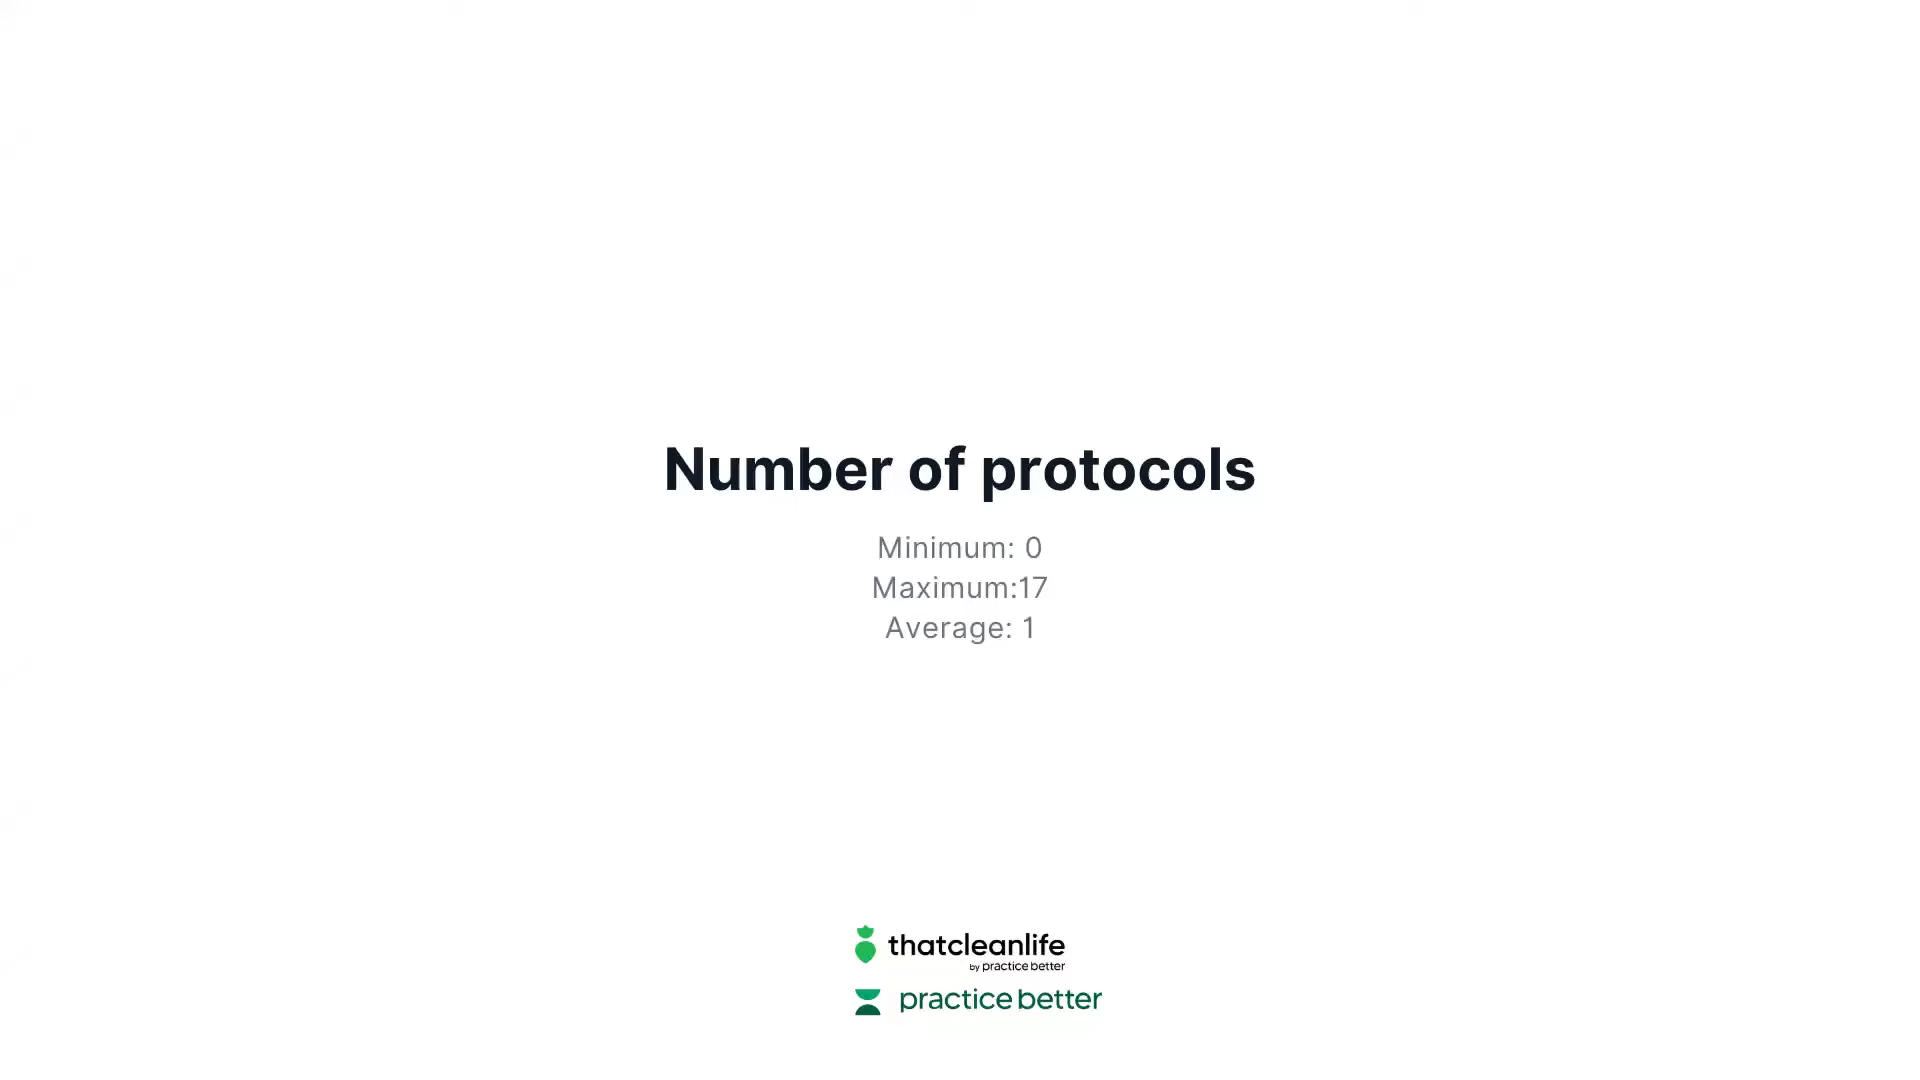 Number of protocols
Minimum: 0
Maximum:17
Average: 1
thatcleanlife
by practice better
practice better